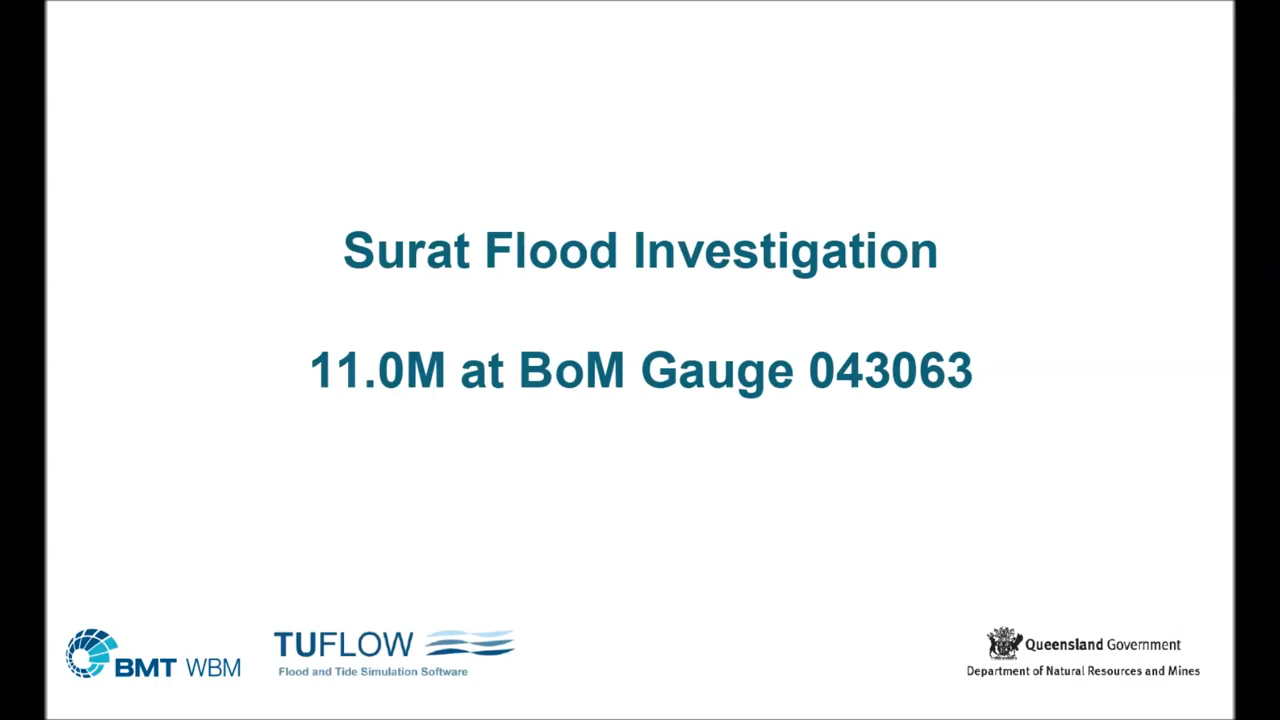 Surat Flood Investigation
11.0M at BoM Gauge 043063
BMT WBM
TUFLOW
Flood and Tide Simulation Software
Queensland Government
Department of Natural Resources and Mines